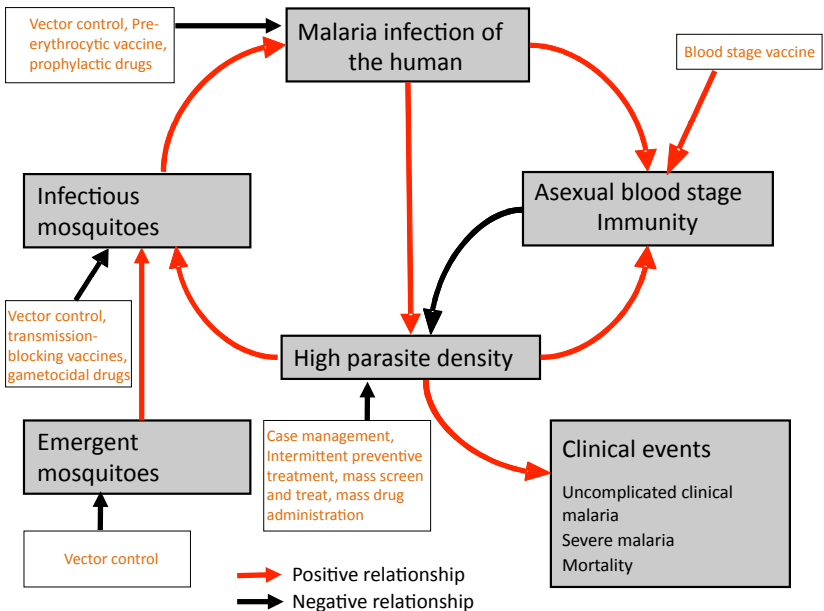 Vector control, Pre-
erythrocytic vaccine,
prophylactic drugs
Malaria infection of
the human
Blood stage vaccine
Infectious
mosquitoes
Asexual blood stage
Immunity
Vector control,
transmission-
blocking vaccines,
gametocidal drugs
High parasite density
Emergent
mosquitoes
Case management,
Intermittent preventive
treatment, mass screen
and treat, mass drug
administration
Clinical events
Uncomplicated clinical
malaria
Severe malaria
Mortality
Vector control
Positive relationship
Negative relationship